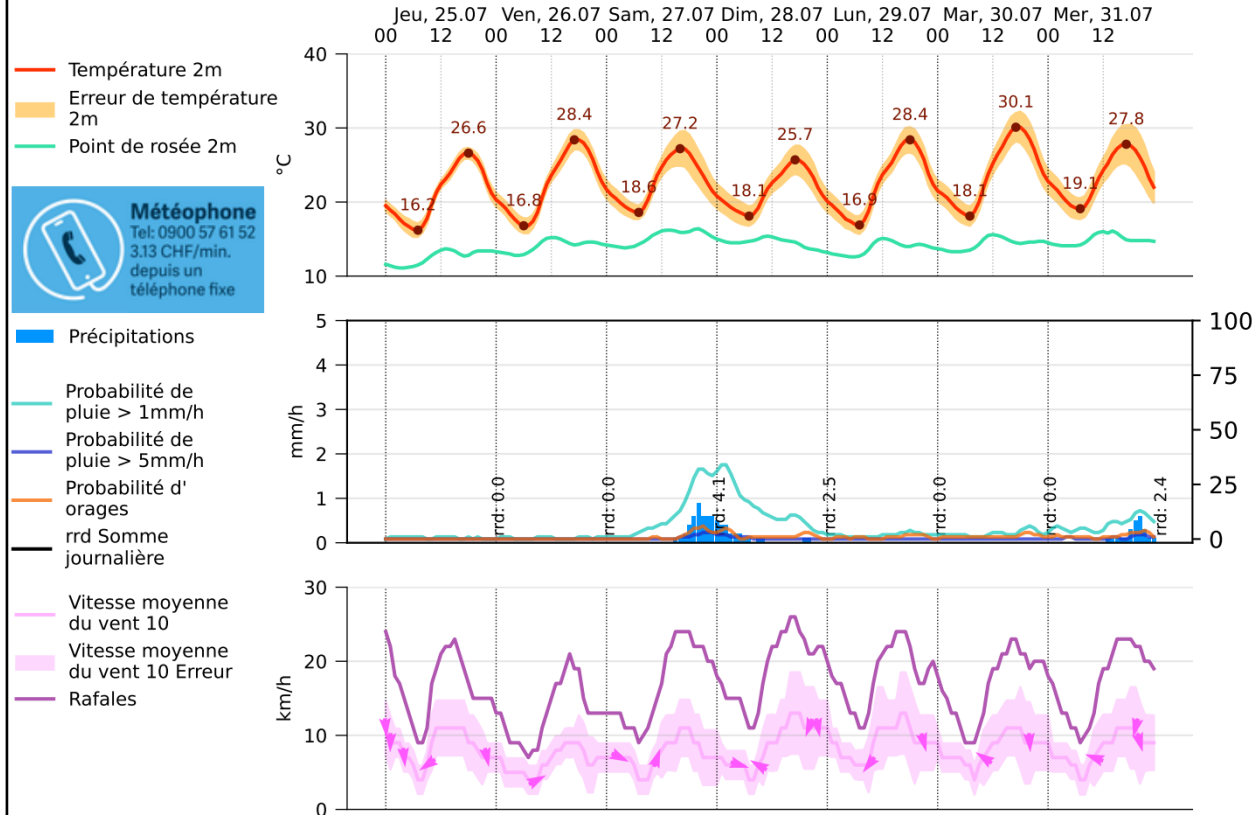 Jeu, 25.07 Ven, 26.07 Sam, 27.07 Dim, 28.07 Lun, 29.07 Mar, 30.07 Mer, 31.07
00 12 00 12 00 12 00 12 00 12 00 12 00 12
Température 2m
Erreur de température
2m
Point de rosée 2m
°C
40
30
20
10
16.2
26.6
16.8
28.4
18.6
27.2
18.1
25.7
16.9
28.4
18.1
30.1
19.1
27.8
Météophone
Tel: 0900 57 61 52
3.13 CHF/min.
depuis un
téléphone fixe
Précipitations
Probabilité de
pluie > 1mm/h
Probabilité de
pluie > 5mm/h
Probabilité d'
orages
rrd Somme
journalière
mm/h
5
4
3
2
1
0
rrd: 0.0
rrd: 0.0
rrd: 4.1
rrd: 2.5
rrd: 0.0
rrd: 0.0
rrd: 2.4
100
75
50
25
0
Vitesse moyenne
du vent 10
Vitesse moyenne
du vent 10 Erreur
Rafales
km/h
30
20
10
0